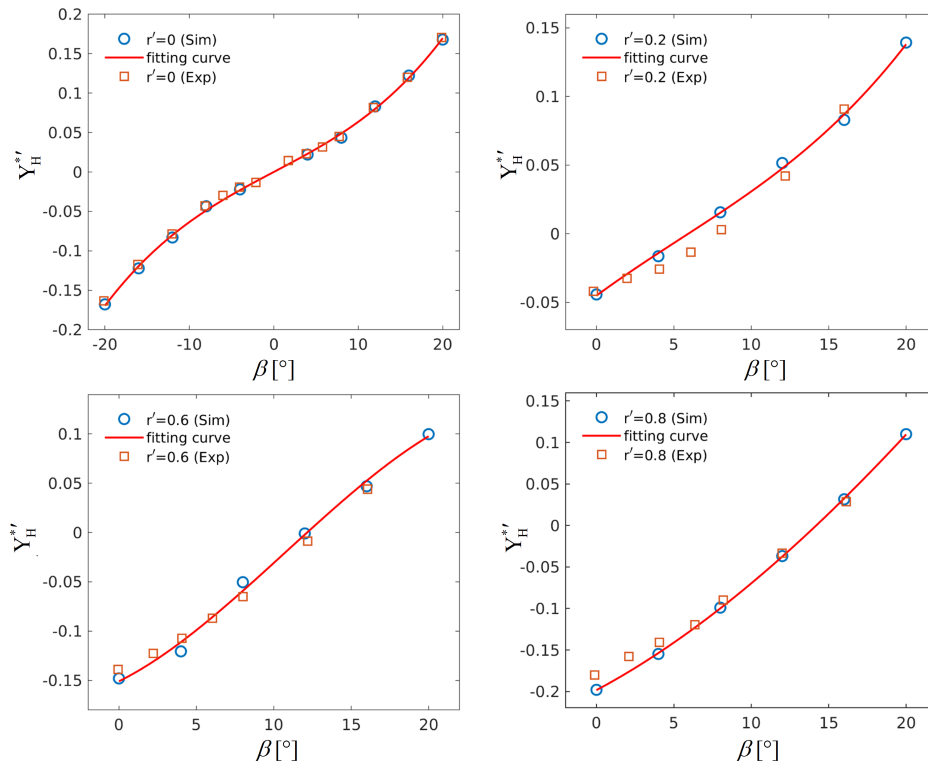 0.2
0.15
0.1
0.05
0
-0.05
-0.1
-0.15
-0.2
-20
-10
0
10
20
r′=0 (Sim)
fitting curve
r′=0 (Exp)
Y*′H
β [°]
0.15
0.1
0.05
0
-0.05
0
5
10
15
20
r′=0.2 (Sim)
fitting curve
r′=0.2 (Exp)
Y*′H
β [°]
0.1
0.05
0
-0.05
-0.1
-0.15
0
5
10
15
20
r′=0.6 (Sim)
fitting curve
r′=0.6 (Exp)
Y*′H
β [°]
0.15
0.1
0.05
0
-0.05
-0.1
-0.15
-0.2
0
5
10
15
20
r′=0.8 (Sim)
fitting curve
r′=0.8 (Exp)
Y*′H
β [°]